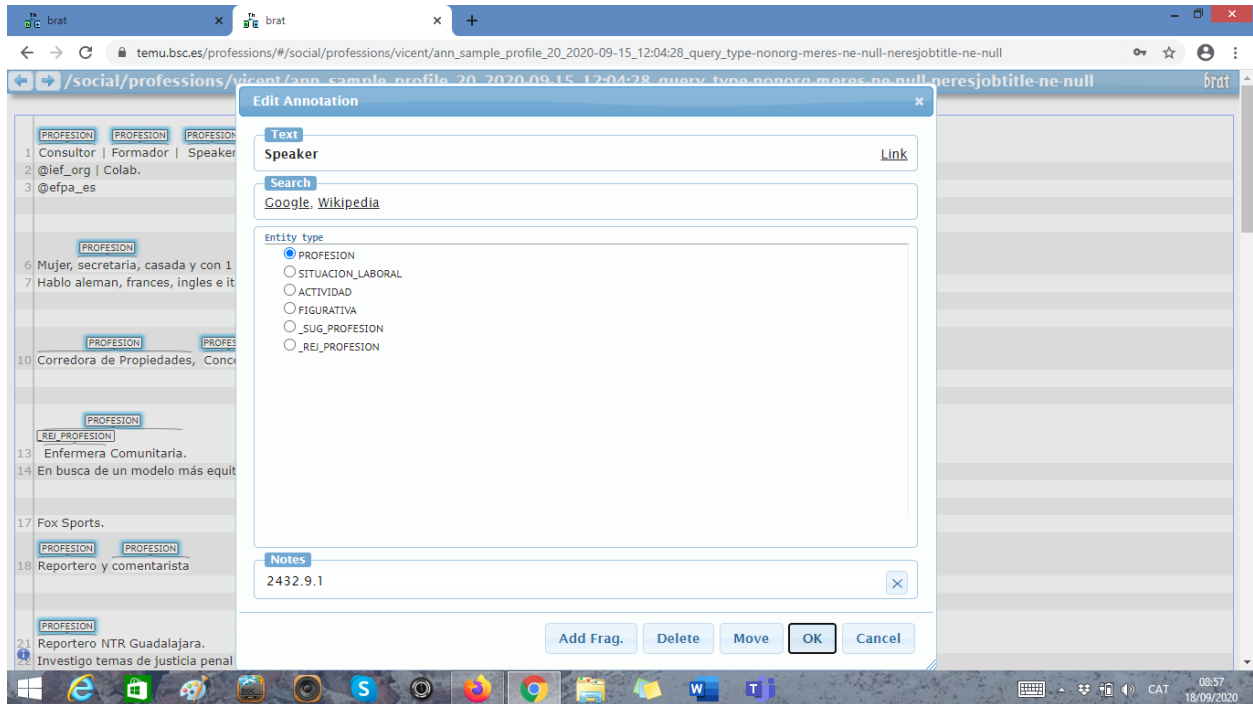 brat
brat
temu.bsc.es/professions/#/social/professions/vicent/ann_sample_profile_20_2020-09-15_12:04:28_query_type-nonorg-meres-ne-null-neresjobtitle-ne-null
/social/professions/vicent/ann_sample_profile_20_2020-09-15_12:04:28_query_type-nonorg-meres-ne-null-neresjobtitle-ne-null brat
Edit Annotation
Text
Speaker Link
Search
Google, Wikipedia
Entity type
PROFESION
SITUACION_LABORAL
ACTIVIDAD
FIGURATIVA
_SUG_PROFESION
_REJ_PROFESION
Notes
2432.9.1
Add Frag. Delete Move OK Cancel
PROFESION PROFESION PROFESION
1 Consultor | Formador | Speaker
2 @ief_org | Colab.
3 @efpa_es
PROFESION
6 Mujer, secretaria, casada y con 1
7 Hablo aleman, frances, ingles e it
PROFESION PROFES
10 Corredora de Propiedades, Conc
PROFESION
_REJ_PROFESION
13 Enfermera Comunitaria.
14 En busca de un modelo más equit
17 Fox Sports.
PROFESION PROFESION
18 Reportero y comentarista
PROFESION
21 Reportero NTR Guadalajara.
22 Investigo temas de justicia penal
CAT
08:57
18/09/2020